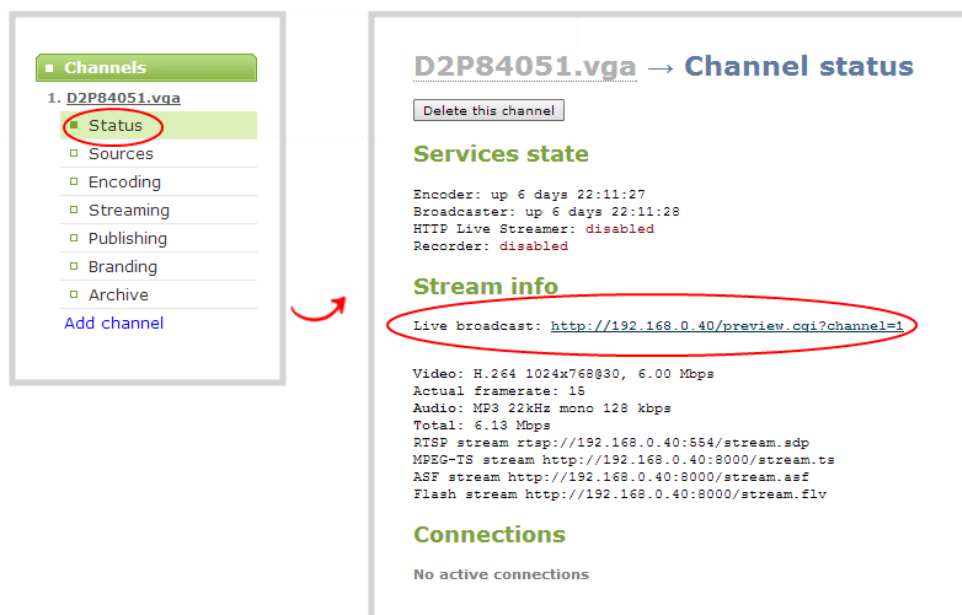 Channels
1. D2P84051.vga
Status
Sources
Encoding
Streaming
Publishing
Branding
Archive
Add channel
D2P84051.vga → Channel status
Delete this channel
Services state
Encoder: up 6 days 22:11:27
Broadcaster: up 6 days 22:11:28
HTTP Live Streamer: disabled
Recorder: disabled
Stream info
Live broadcast: http://192.168.0.40/preview.cgi?channel=1
Video: H.264 1024x768@30, 6.00 Mbps
Actual framerate: 15
Audio: MP3 22kHz mono 128 kbps
Total: 6.13 Mbps
RTSP stream rtsp://192.168.0.40:554/stream.sdp
MPEG-TS stream http://192.168.0.40:8000/stream.ts
ASF stream http://192.168.0.40:8000/stream.asf
Flash stream http://192.168.0.40:8000/stream.flv
Connections
No active connections